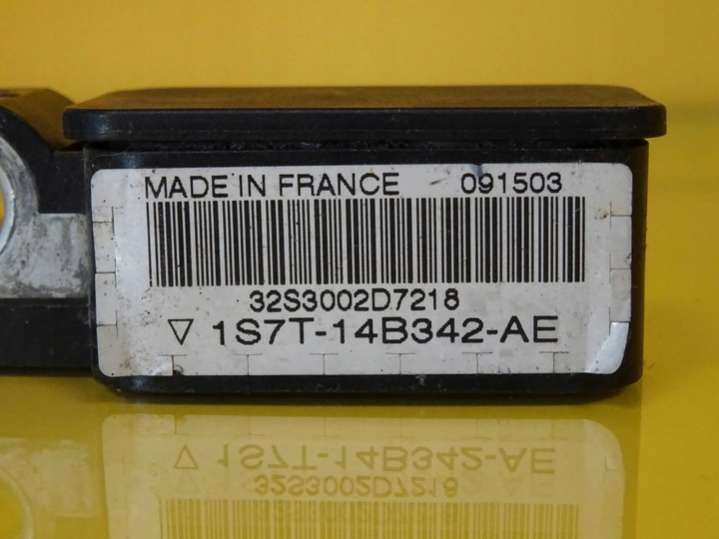 MADE IN FRANCE 091503
32S3002D7218
▽ 1S7T-14B342-AE